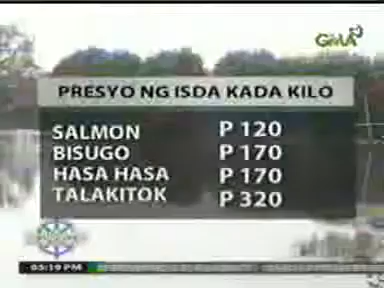 GMA
PRESYO NG ISDA KADA KILO
SALMON P 120
BISUGO P 170
HASA HASA P 170
TALAKITOK P 320
05:19 PM